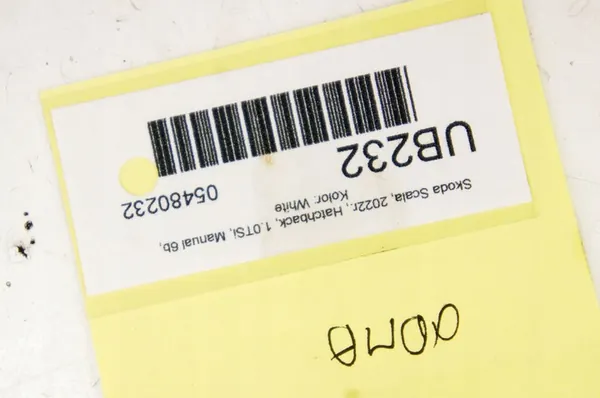 Skoda Scala, 2022r., Hatchback, 1.0TSI, Manual 6b,
Kolor: White
UB232
05480232